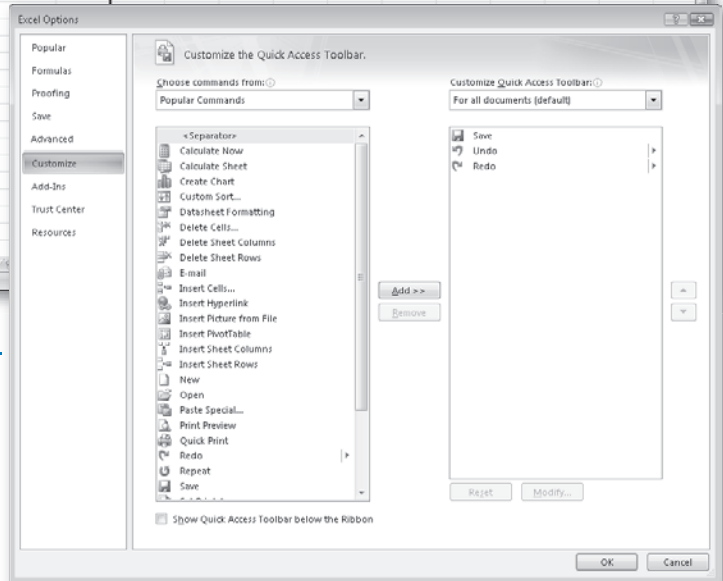 Excel Options
Popular
Formulas
Proofing
Save
Advanced
Customize
Add-Ins
Trust Center
Resources
Customize the Quick Access Toolbar.
Choose commands from:
Popular Commands
<Separator>
Calculate Now
Calculate Sheet
Create Chart
Custom Sort...
Datasheet Formatting
Delete Cells...
Delete Sheet Columns
Delete Sheet Rows
E-mail
Insert Cells...
Insert Hyperlink
Insert Picture from File
Insert PivotTable
Insert Sheet Columns
Insert Sheet Rows
New
Open
Paste Special...
Print Preview
Quick Print
Redo
Repeat
Save
Show Quick Access Toolbar below the Ribbon
Add >>
Remove
Customize Quick Access Toolbar:
For all documents (default)
Save
Undo
Redo
Reset
Modify...
OK
Cancel